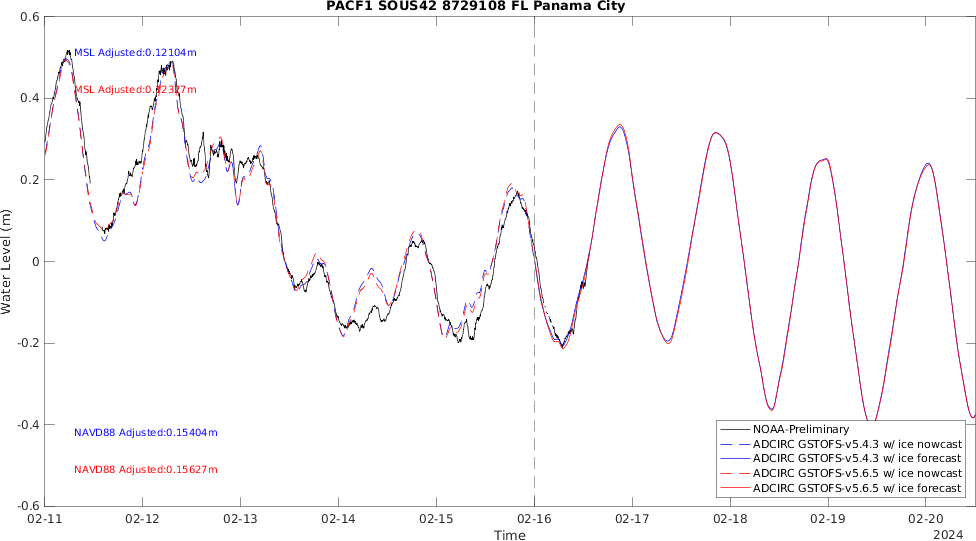 PACF1 SOUS42 8729108 FL Panama City
0.6
0.4
0.2
0
-0.2
-0.4
-0.6
Water Level (m)
MSL Adjusted:0.12104m
MSL Adjusted:0.12327m
NAVD88 Adjusted:0.15404m
NAVD88 Adjusted:0.15627m
NOAA-Preliminary
ADCIRC GSTOFS-v5.4.3 w/ ice nowcast
ADCIRC GSTOFS-v5.4.3 w/ ice forecast
ADCIRC GSTOFS-v5.6.5 w/ ice nowcast
ADCIRC GSTOFS-v5.6.5 w/ ice forecast
02-11 02-12 02-13 02-14 02-15 02-16 02-17 02-18 02-19 02-20
Time
2024